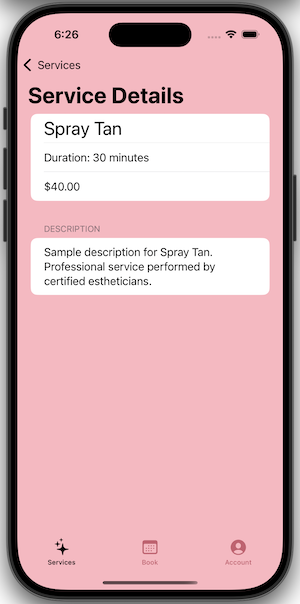 6:26
Services
Service Details
Spray Tan
Duration: 30 minutes
$40.00
DESCRIPTION
Sample description for Spray Tan.
Professional service performed by
certified estheticians.
Services
Book
Account